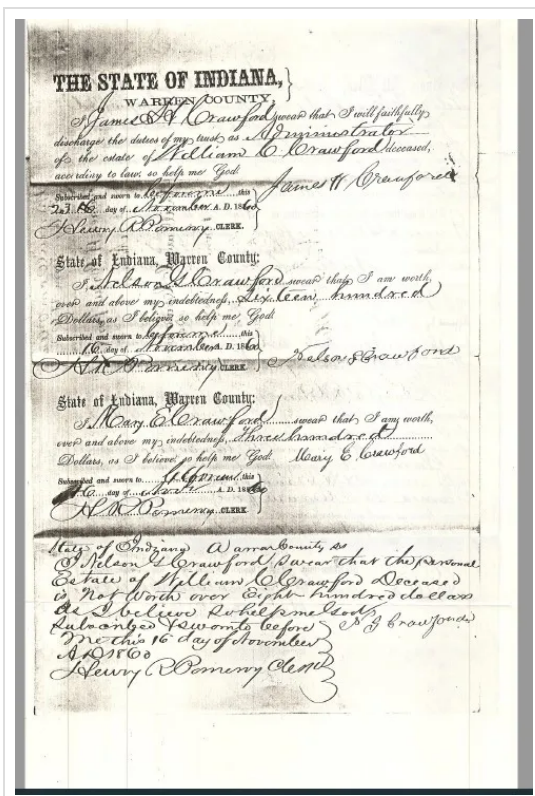 THE STATE OF INDIANA,
WARREN COUNTY,
I James H Crawford swear that I will faithfully
discharge the duties of my trust as Administrator
of the estate of William C. Crawford deceased,
according to law, so help me God:
James H Crawford
Subscribed and sworn to before me this
day of November A. D. 1860
Henry R Pomeroy CLERK.
State of Indiana, Warren County:
I, Nelson G Crawford swear that I am worth,
over and above my indebtedness, Sixteen hundred
Dollars, as I believe, so help me God:
Subscribed and sworn to before me this
16 day of November A. D. 1860
H R Pomeroy CLERK.
Nelson G Crawford
State of Indiana, Warren County:
I, Mary E Crawford swear that I am worth,
over and above my indebtedness, Three hundred
Dollars, as I believe, so help me God:
Mary E. Crawford
Subscribed and sworn to before me this
16 day of A. D. 1860
H R Pomeroy CLERK.
State of Indiana County ss
I Nelson G Crawford swear that the personal
Estate of William C Crawford Deceased
is Not Worth over Eight hundred dollars
As I believe so help me God,
Subscribed & sworn to before
N G Crawford
me this 16 day of November
AD 1860
Henry R Pomeroy Clerk